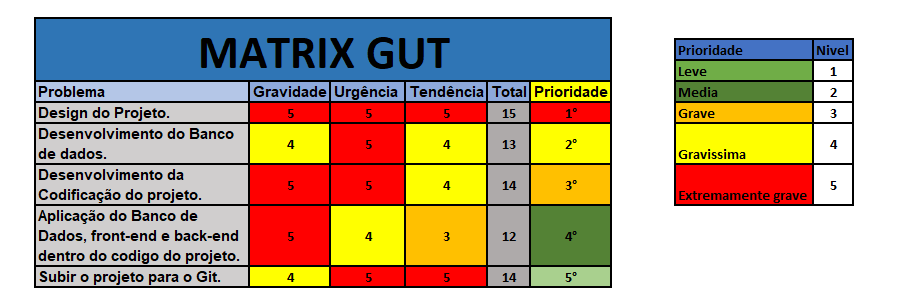 MATRIX GUT
Problema Gravidade Urgência Tendência Total Prioridade
Design do Projeto. 5 5 5 15 1°
Desenvolvimento do Banco
de dados. 4 5 4 13 2°
Desenvolvimento da
Codificação do projeto. 5 5 4 14 3°
Aplicação do Banco de
Dados, front-end e back-end 5 4 3 12 4°
dentro do codigo do projeto.
Subir o projeto para o Git. 4 5 5 14 5°
Prioridade Nivel
Leve 1
Media 2
Grave 3
Gravissima 4
Extremamente grave 5